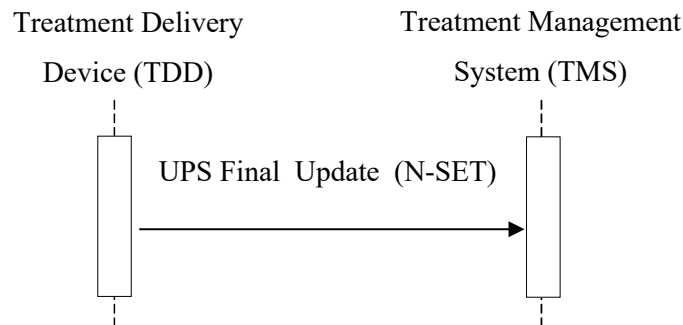 Treatment Delivery
Device (TDD)
Treatment Management
System (TMS)
UPS Final  Update  (N-SET)